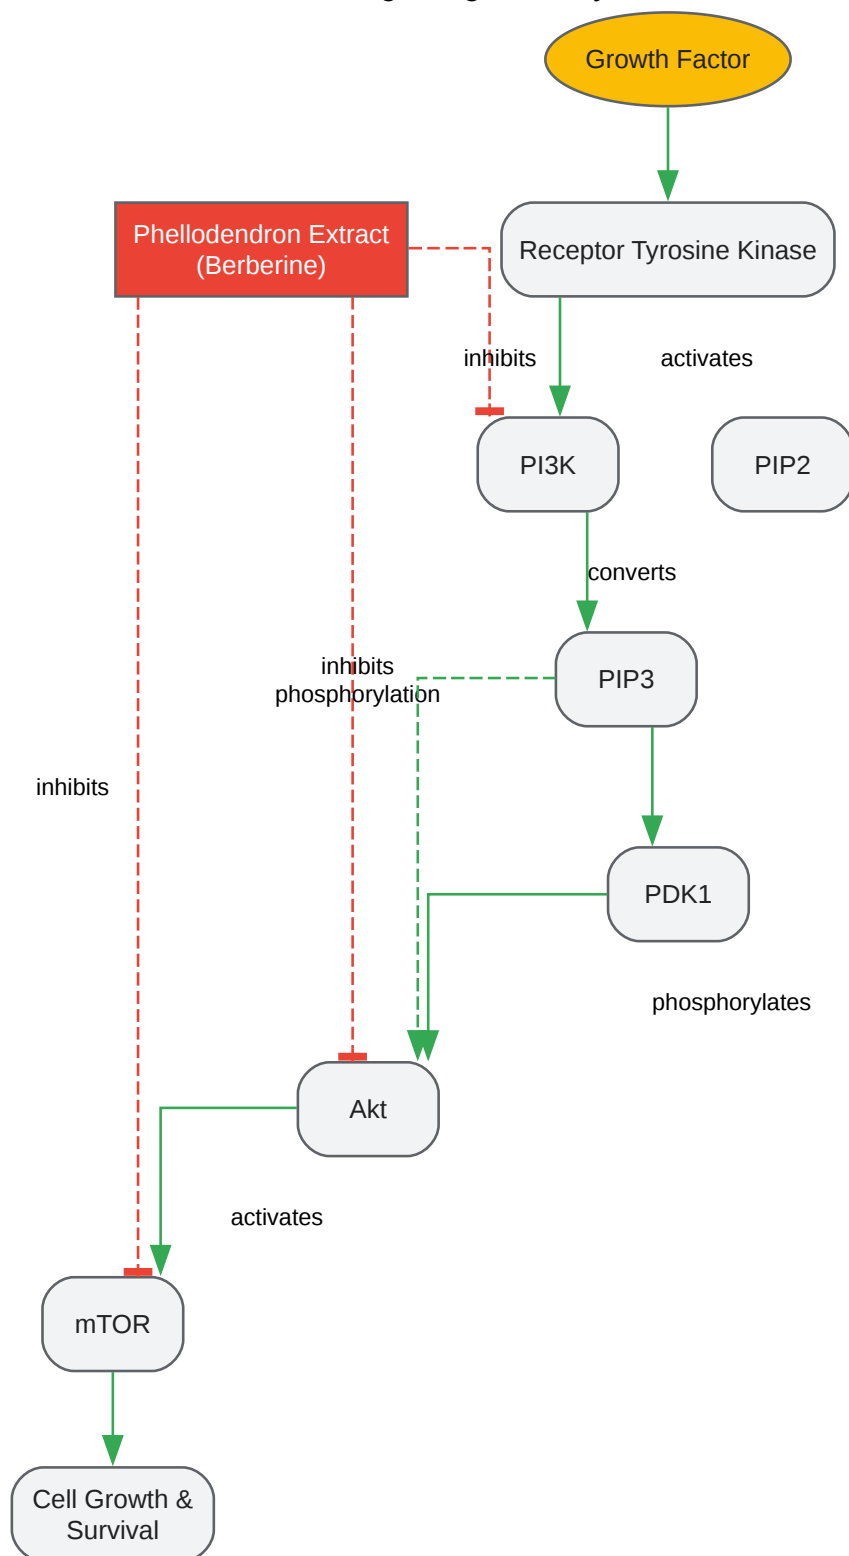 Growth Factor
Phellodendron Extract
(Berberine)
Receptor Tyrosine Kinase
inhibits
activates
PI3K
PIP2
converts
inhibits
phosphorylation
PIP3
inhibits
PDK1
phosphorylates
Akt
activates
mTOR
Cell Growth &
Survival